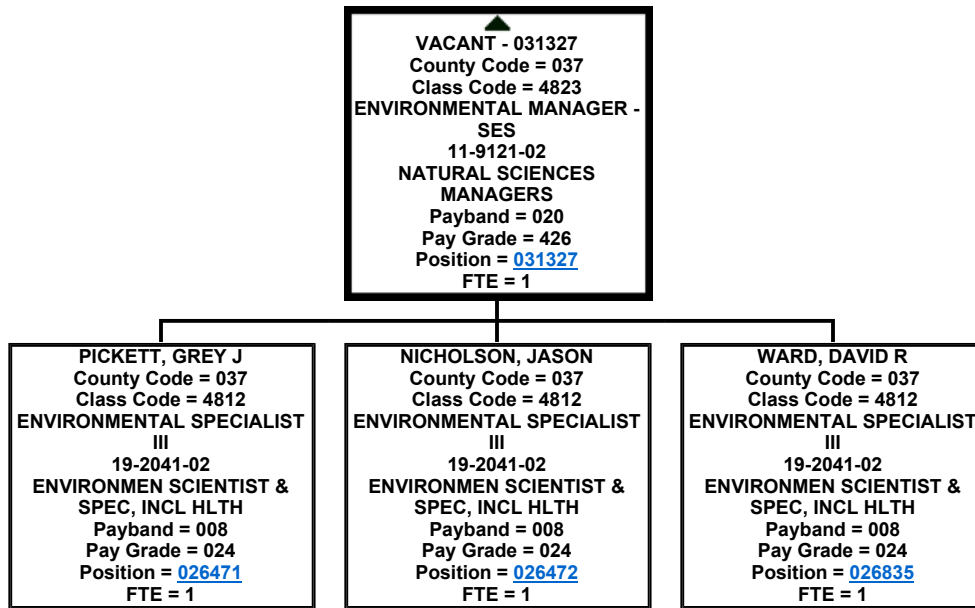 VACANT - 031327
County Code = 037
Class Code = 4823
ENVIRONMENTAL MANAGER -
SES
11-9121-02
NATURAL SCIENCES
MANAGERS
Payband = 020
Pay Grade = 426
Position = 031327
FTE = 1
PICKETT, GREY J
County Code = 037
Class Code = 4812
ENVIRONMENTAL SPECIALIST
III
19-2041-02
ENVIRONMEN SCIENTIST &
SPEC, INCL HLTH
Payband = 008
Pay Grade = 024
Position = 026471
FTE = 1
NICHOLSON, JASON
County Code = 037
Class Code = 4812
ENVIRONMENTAL SPECIALIST
III
19-2041-02
ENVIRONMEN SCIENTIST &
SPEC, INCL HLTH
Payband = 008
Pay Grade = 024
Position = 026472
FTE = 1
WARD, DAVID R
County Code = 037
Class Code = 4812
ENVIRONMENTAL SPECIALIST
III
19-2041-02
ENVIRONMEN SCIENTIST &
SPEC, INCL HLTH
Payband = 008
Pay Grade = 024
Position = 026835
FTE = 1